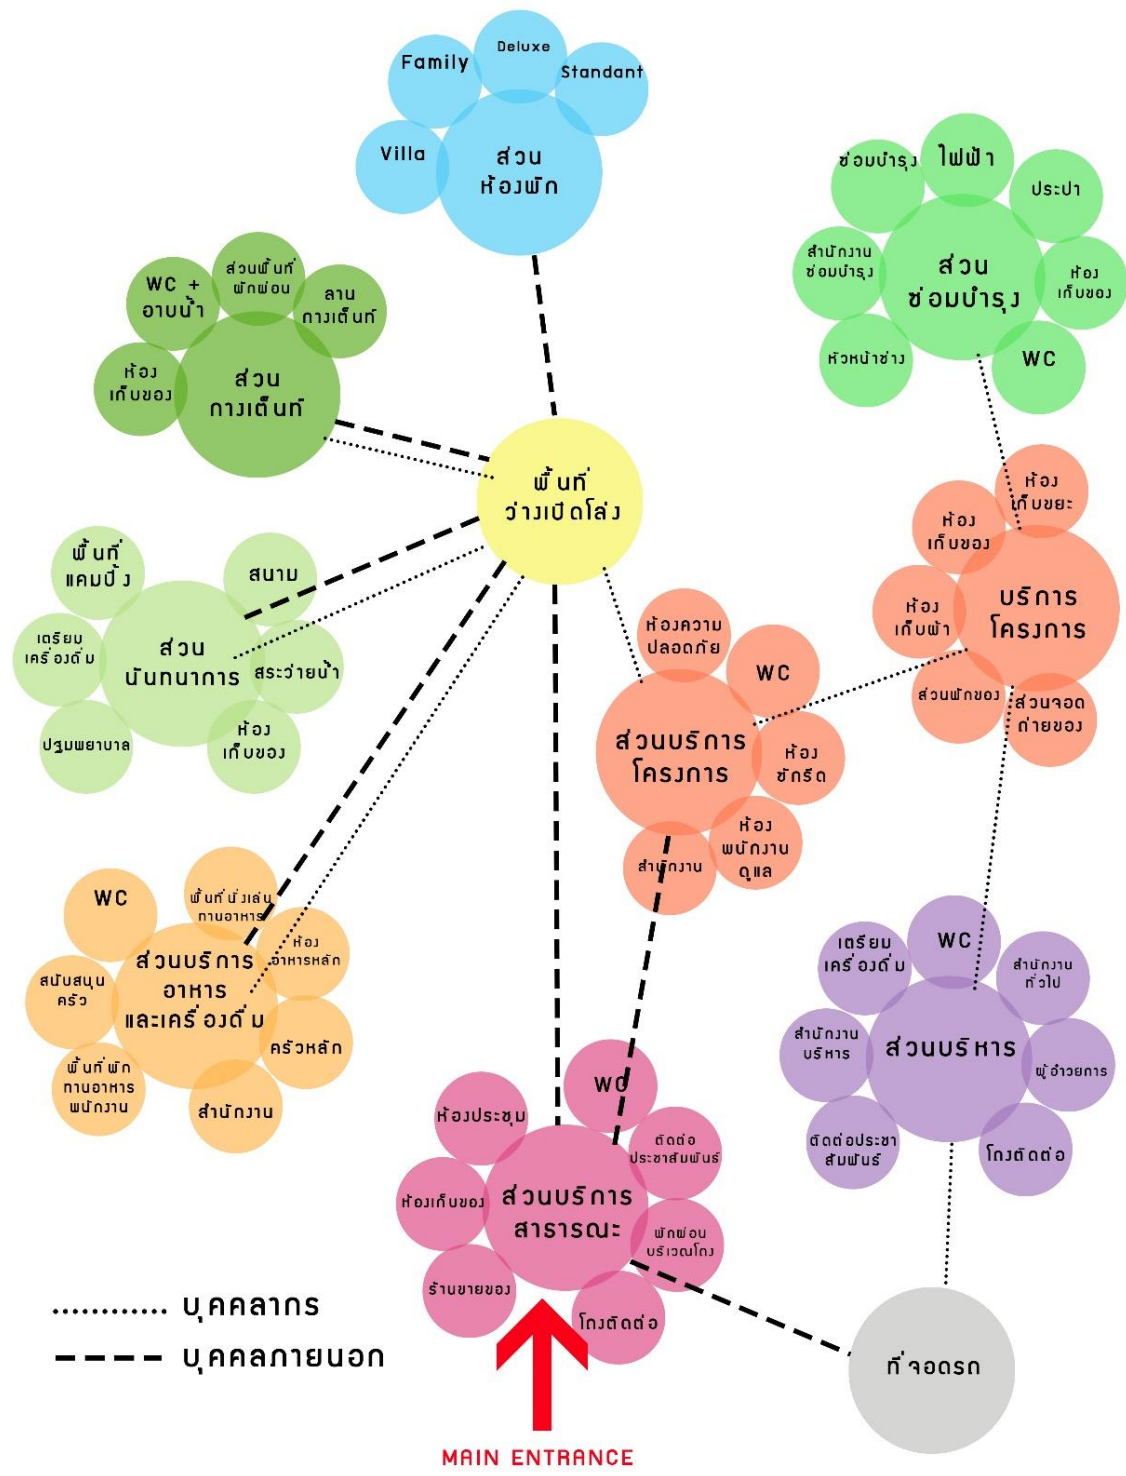 Family
Deluxe
Standant
Villa
ส่วน
ห้องพัก
ซ่อมบำรุง
ไฟฟ้า
ประปา
สำนักงาน
ซ่อมบำรุง
ส่วน
ซ่อมบำรุง
ห้อง
เก็บของ
หัวหน้าช่าง
WC
WC +
อาบน้ำ
ส่วนพื้นที่
พักผ่อน
ลาน
กางเต็นท์
ห้อง
เก็บของ
ส่วน
กางเต็นท์
พื้นที่
ว่างเปิดโล่ง
ห้อง
เก็บขยะ
ห้อง
เก็บของ
ห้อง
เก็บผ้า
บริการ
โครงการ
ส่วนพักของ
ส่วนจอด
ถ่ายของ
พื้นที่
แคมป์ปิ้ง
สนาม
เตรียม
เครื่องดื่ม
ส่วน
นันทนาการ
สระว่ายน้ำ
ปฐมพยาบาล
ห้อง
เก็บของ
ห้องความ
ปลอดภัย
WC
ส่วนบริการ
โครงการ
ห้อง
ซักรีด
สำนักงาน
ห้อง
พนักงาน
ดูแล
WC
พื้นที่นั่งเล่น
ทานอาหาร
ห้อง
อาหารหลัก
สนับสนุน
ครัว
ส่วนบริการ
อาหาร
และเครื่องดื่ม
ครัวหลัก
พื้นที่พัก
ทานอาหาร
พนักงาน
สำนักงาน
เตรียม
เครื่องดื่ม
WC
สำนักงาน
ทั่วไป
สำนักงาน
บริหาร
ส่วนบริหาร
ผู้อำวยการ
ติดต่อประชา
สัมพันธ์
โถงติดต่อ
ห้องประชุม
WC
ติดต่อ
ประชาสัมพันธ์
ห้องเก็บของ
ส่วนบริการ
สาธารณะ
พักผ่อน
บริเวณโถง
ร้านขายของ
โถงติดต่อ
ที่จอดรถ
บุคคลากร
บุคคลภายนอก
MAIN ENTRANCE